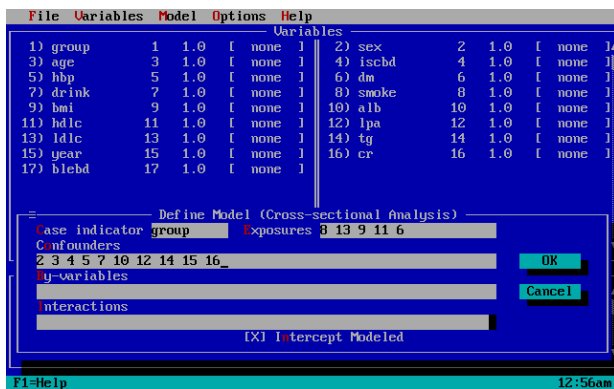 File Variables Model Options Help
Variables
1) group 1 1.0 [ none ] 2) sex 2 1.0 [ none ]
3) age 3 1.0 [ none ] 4) iscbd 4 1.0 [ none ]
5) hbp 5 1.0 [ none ] 6) dm 6 1.0 [ none ]
7) drink 7 1.0 [ none ] 8) smoke 8 1.0 [ none ]
9) bmi 9 1.0 [ none ] 10) alb 10 1.0 [ none ]
11) hdlc 11 1.0 [ none ] 12) lpa 12 1.0 [ none ]
13) ldlc 13 1.0 [ none ] 14) tg 14 1.0 [ none ]
15) year 15 1.0 [ none ] 16) cr 16 1.0 [ none ]
17) blebd 17 1.0 [ none ]
Define Model (Cross-sectional Analysis)
Case indicator group Exposures 8 13 9 11 6
Confounders
2 3 4 5 7 10 12 14 15 16_ OK
By-variables
Cancel
Interactions
[X] Intercept Modeled
F1=Help 12:56am